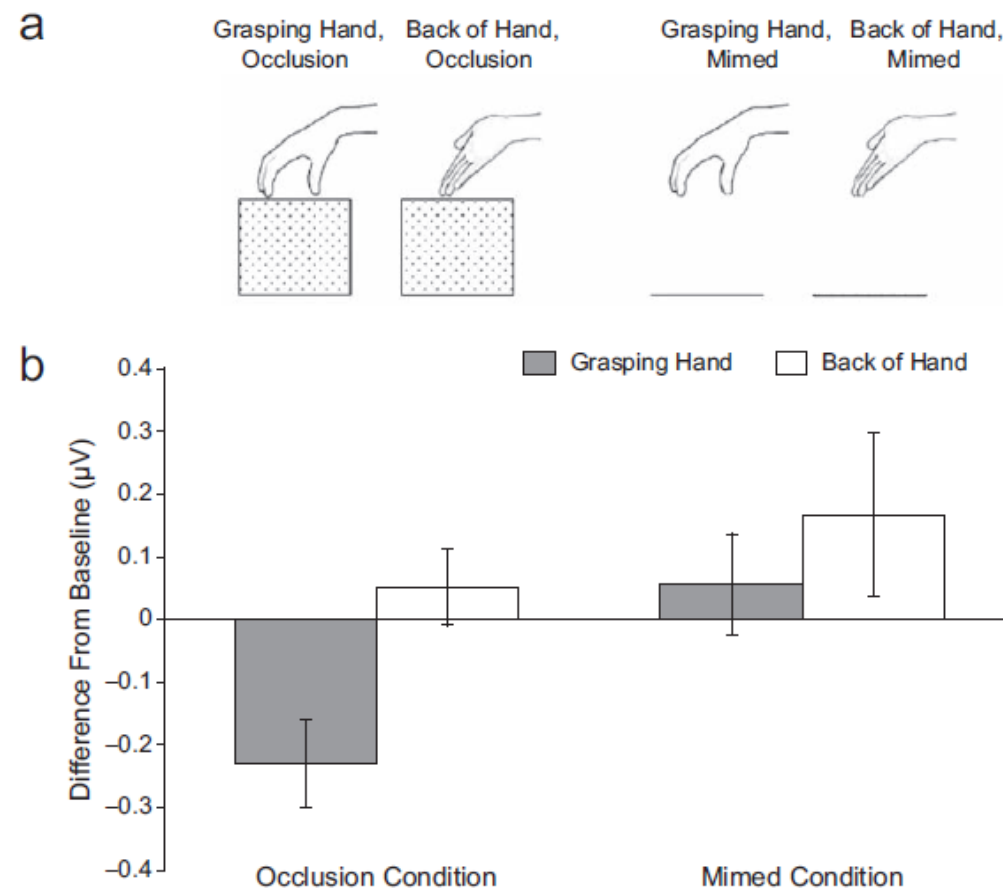 a
Grasping Hand, Back of Hand, Grasping Hand, Back of Hand,
Occlusion Occlusion Mimed Mimed
b
Grasping Hand Back of Hand
Difference From Baseline (µV)
0.4
0.3
0.2
0.1
0
–0.1
–0.2
–0.3
–0.4
Occlusion Condition Mimed Condition